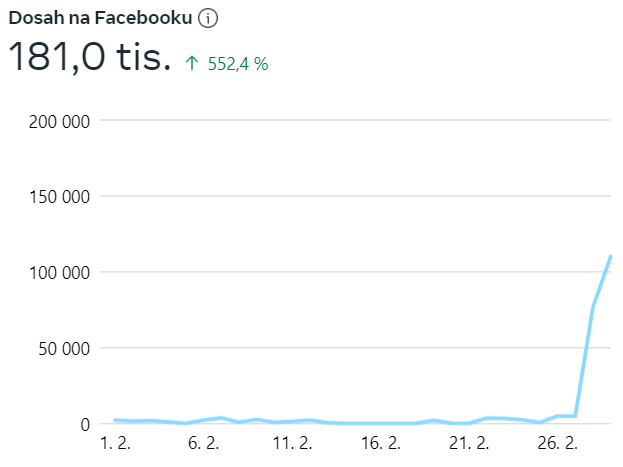 Dosah na Facebooku
181,0 tis. ↑ 552,4 %
200 000
150 000
100 000
50 000
0
1. 2. 6. 2. 11. 2. 16. 2. 21. 2. 26. 2.